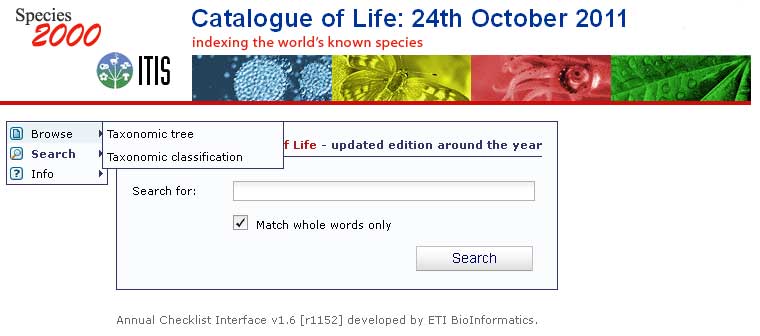 Species
2000
ITIS
Catalogue of Life: 24th October 2011
indexing the world's known species
Browse
Search
Info
Taxonomic tree
Taxonomic classification
f Life - updated edition around the year
Search for:
Match whole words only
Search
Annual Checklist Interface v1.6 [r1152] developed by ETI BioInformatics.